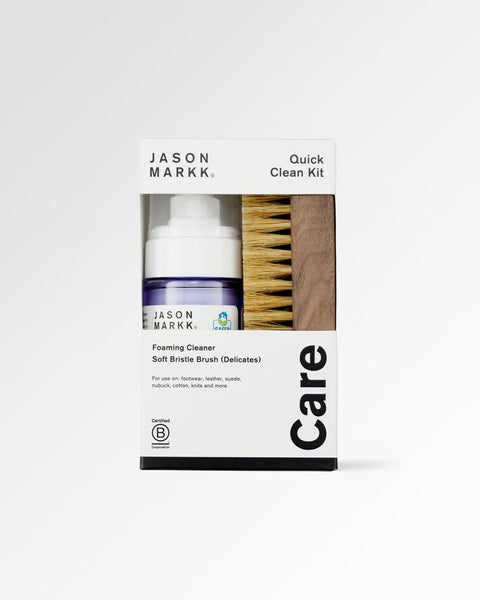 JASON
MARKK®
Quick
Clean Kit
JASON
MARKK®
SAFER
Foaming Cleaner
Soft Bristle Brush (Delicates)
For use on: footwear, leather, suede,
nubuck, cotton, knits and more
Care
Certified
B
Corporation